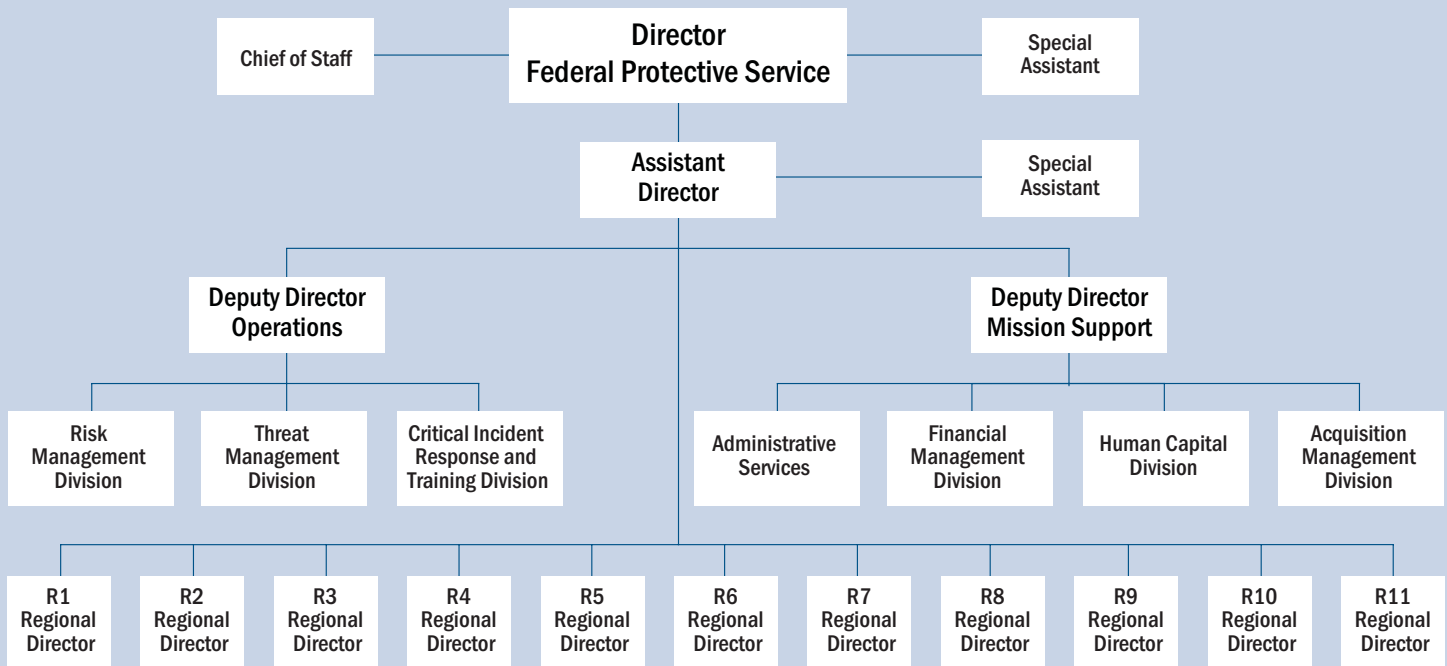 Chief of Staff
Director
Federal Protective Service
Special
Assistant
Assistant
Director
Special
Assistant
Deputy Director
Operations
Deputy Director
Mission Support
Risk
Management
Division
Threat
Management
Division
Critical Incident
Response and
Training Division
Administrative
Services
Financial
Management
Division
Human Capital
Division
Acquisition
Management
Division
R1
Regional
Director
R2
Regional
Director
R3
Regional
Director
R4
Regional
Director
R5
Regional
Director
R6
Regional
Director
R7
Regional
Director
R8
Regional
Director
R9
Regional
Director
R10
Regional
Director
R11
Regional
Director